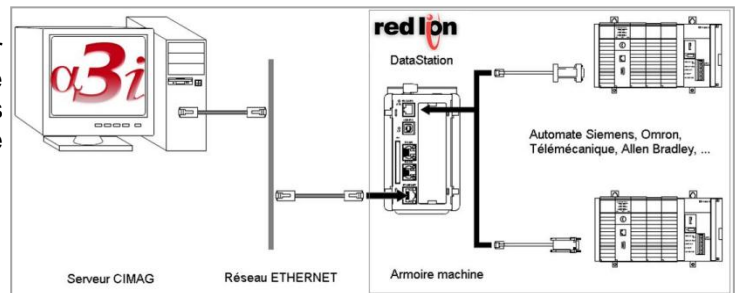 red lion
DataStation
α3i
Automate Siemens, Omron,
Télémécanique, Allen Bradley, ...
Serveur CIMAG
Réseau ETHERNET
Armoire machine